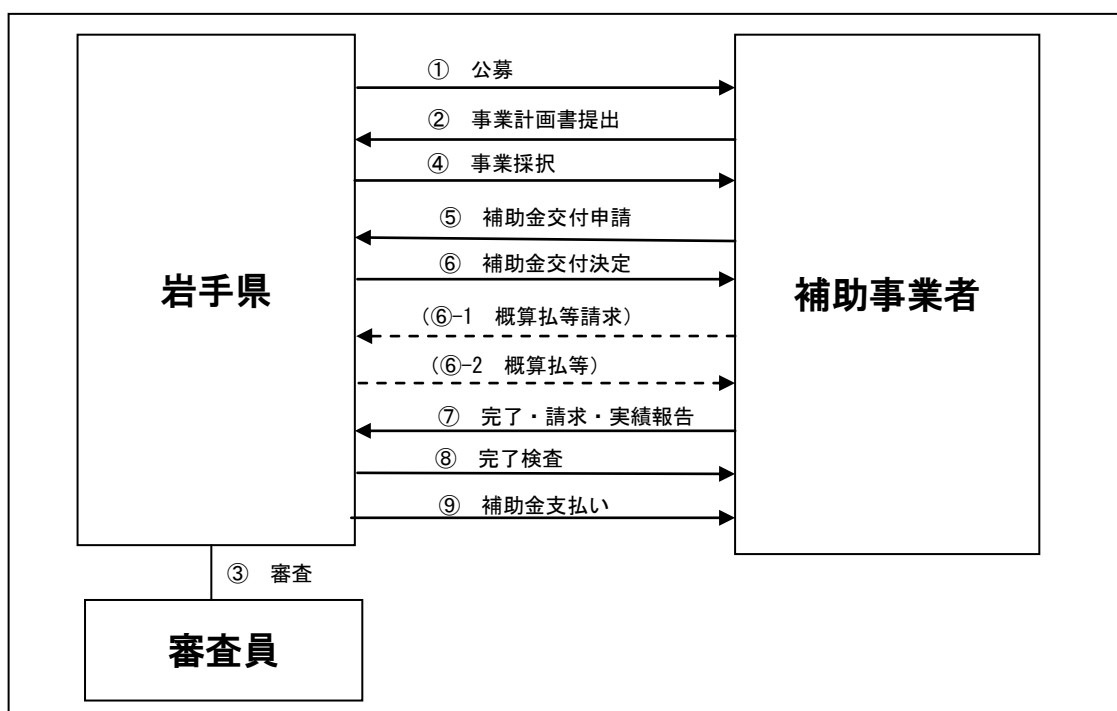 ① 公募
② 事業計画書提出
④ 事業採択
⑤ 補助金交付申請
⑥ 補助金交付決定
岩手県
補助事業者
(⑥-1 概算払等請求)
(⑥-2 概算払等)
⑦ 完了・請求・実績報告
⑧ 完了検査
⑨ 補助金支払い
③ 審査
審査員